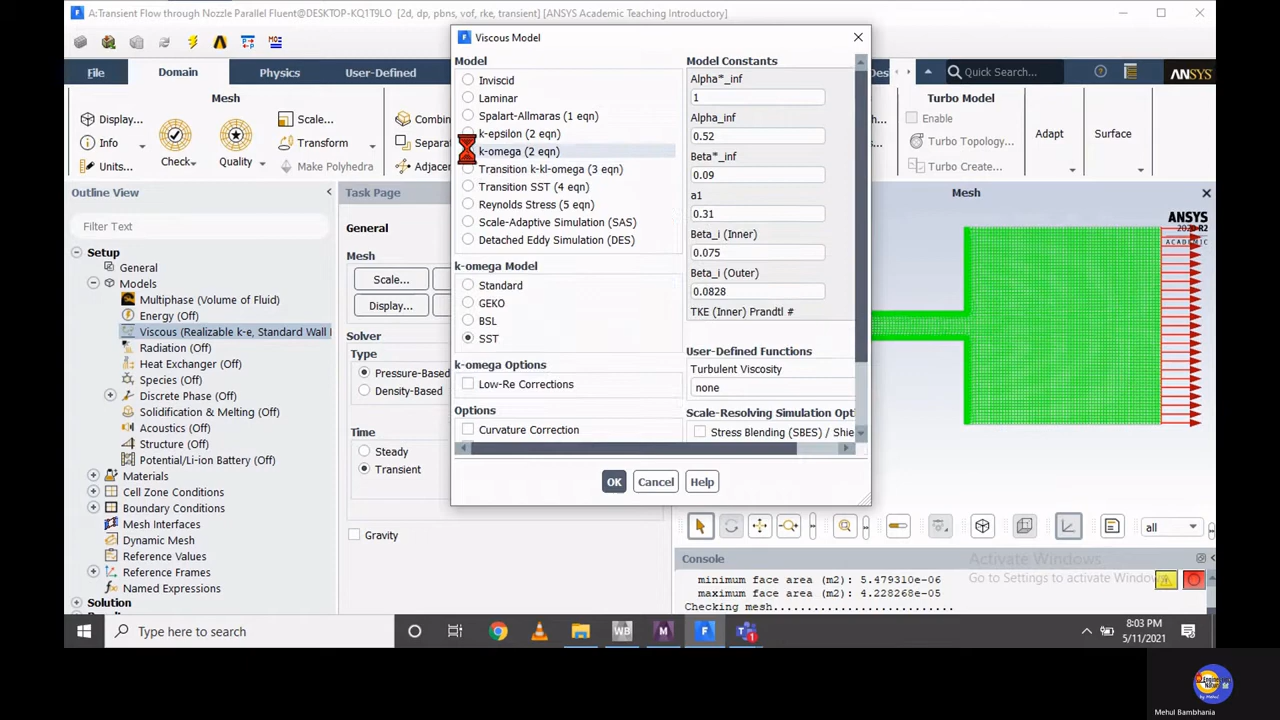 A:Transient Flow through Nozzle Parallel Fluent@DESKTOP-KQ1T9LO [2d, dp, pbns, vof, rke, transient] [ANSYS Academic Teaching Introductory]
File
Domain
Physics
User-Defined
Quick Search...
ANSYS
Mesh
Display...
Info
Units...
Check
Quality
Scale...
Transform
Make Polyhedra
Turbo Model
Enable
Turbo Topology...
Turbo Create...
Adapt
Surface
Viscous Model
Model
Inviscid
Laminar
Spalart-Allmaras (1 eqn)
k-epsilon (2 eqn)
k-omega (2 eqn)
Transition k-kl-omega (3 eqn)
Transition SST (4 eqn)
Reynolds Stress (5 eqn)
Scale-Adaptive Simulation (SAS)
Detached Eddy Simulation (DES)
k-omega Model
Standard
GEKO
BSL
SST
k-omega Options
Low-Re Corrections
Options
Curvature Correction
Model Constants
Alpha*_inf
1
Alpha_inf
0.52
Beta*_inf
0.09
a1
0.31
Beta_i (Inner)
0.075
Beta_i (Outer)
0.0828
TKE (Inner) Prandtl #
User-Defined Functions
Turbulent Viscosity
none
Scale-Resolving Simulation Opt
Stress Blending (SBES) / Shie
OK
Cancel
Help
Outline View
Filter Text
Setup
General
Models
Multiphase (Volume of Fluid)
Energy (Off)
Viscous (Realizable k-e, Standard Wall
Radiation (Off)
Heat Exchanger (Off)
Species (Off)
Discrete Phase (Off)
Solidification & Melting (Off)
Acoustics (Off)
Structure (Off)
Potential/Li-ion Battery (Off)
Materials
Cell Zone Conditions
Boundary Conditions
Mesh Interfaces
Dynamic Mesh
Reference Values
Reference Frames
Named Expressions
Solution
Task Page
General
Mesh
Scale...
Display...
Solver
Type
Pressure-Based
Density-Based
Time
Steady
Transient
Gravity
Mesh
ANSYS
2020 R2
ACADEMIC
all
Console
Activate Windows
Go to Settings to activate Windows.
minimum face area (m2): 5.479310e-06
maximum face area (m2): 4.228268e-05
Checking mesh..........................
Type here to search
8:03 PM
5/11/2021
Mehul Bambhania